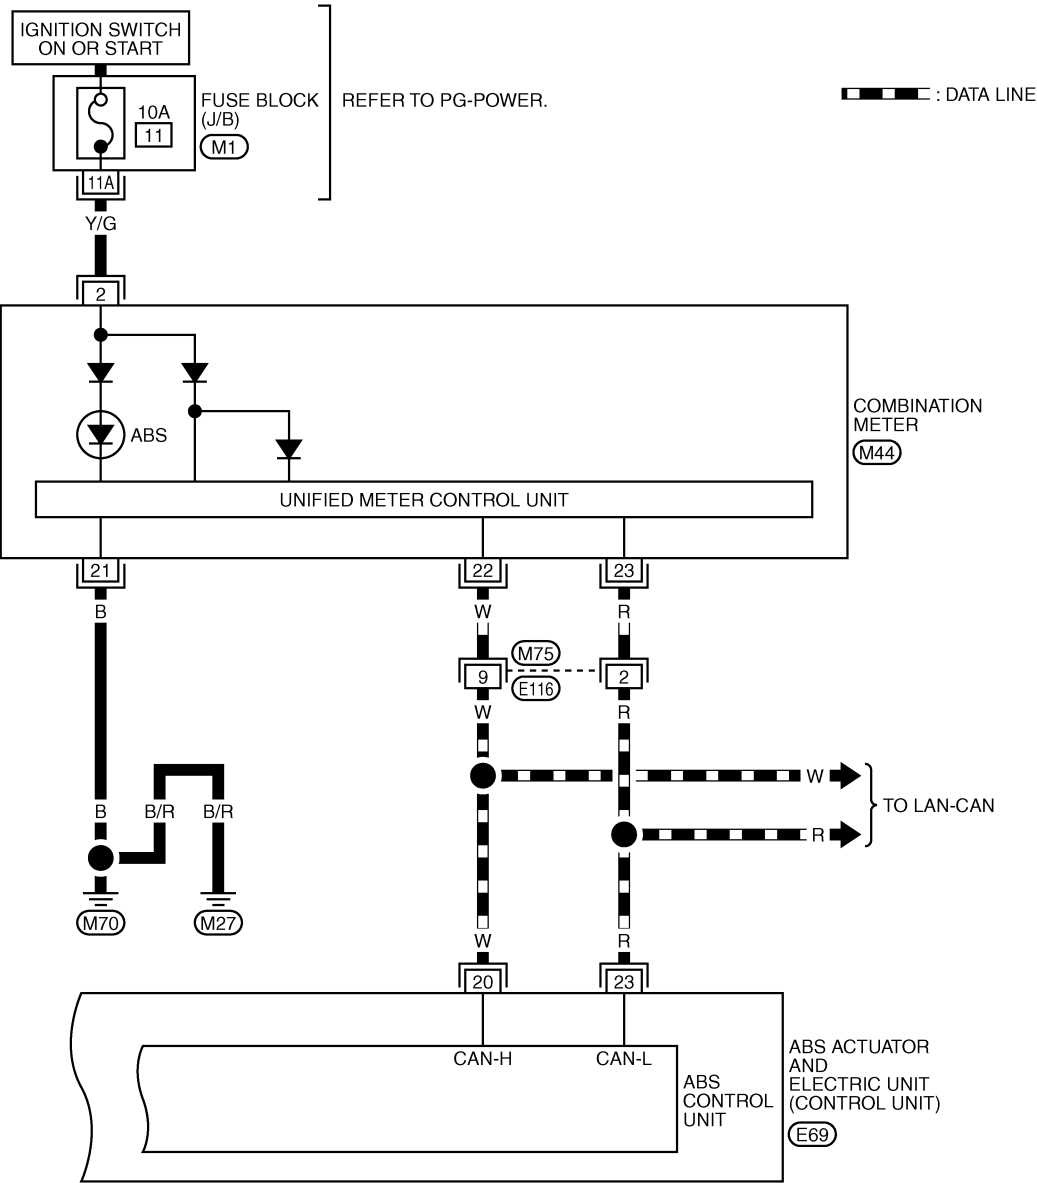 IGNITION SWITCH
ON OR START
10A
11
FUSE BLOCK
(J/B)
M1
REFER TO PG-POWER.
: DATA LINE
11A
Y/G
2
ABS
COMBINATION
METER
M44
UNIFIED METER CONTROL UNIT
21
22
23
B
W
R
M75
9
2
E116
W
R
W
B
B/R
B/R
TO LAN-CAN
R
M70
M27
W
R
20
23
CAN-H
CAN-L
ABS
CONTROL
UNIT
ABS ACTUATOR
AND
ELECTRIC UNIT
(CONTROL UNIT)
E69